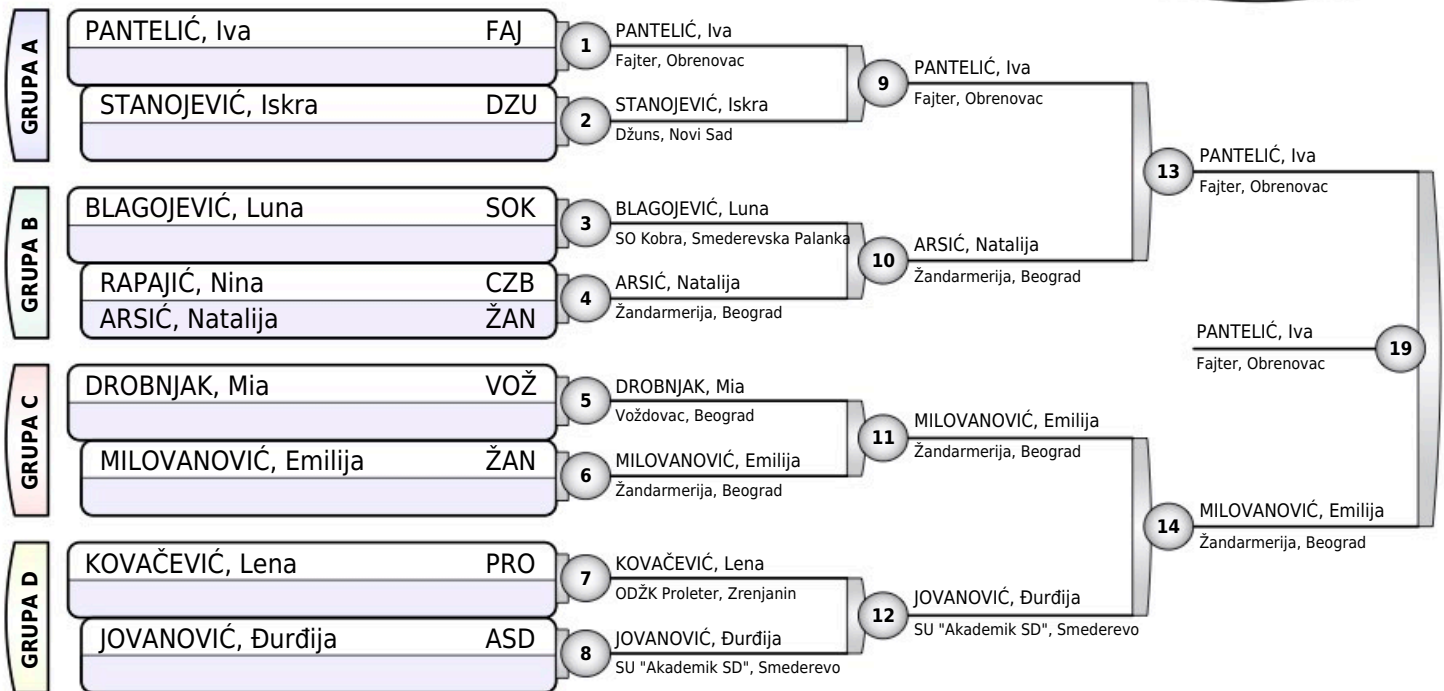 GRUPA A
PANTELIĆ, Iva FAJ
STANOJEVIĆ, Iskra DZU
GRUPA B
BLAGOJEVIĆ, Luna SOK
RAPAJIĆ, Nina CZB
ARSIĆ, Natalija ŽAN
GRUPA C
DROBNJAK, Mia VOŽ
MILOVANOVIĆ, Emilija ŽAN
GRUPA D
KOVAČEVIĆ, Lena PRO
JOVANOVIĆ, Đurđija ASD
1
PANTELIĆ, Iva
Fajter, Obrenovac
2
STANOJEVIĆ, Iskra
Džuns, Novi Sad
3
BLAGOJEVIĆ, Luna
SO Kobra, Smederevska Palanka
4
ARSIĆ, Natalija
Žandarmerija, Beograd
5
DROBNJAK, Mia
Voždovac, Beograd
6
MILOVANOVIĆ, Emilija
Žandarmerija, Beograd
7
KOVAČEVIĆ, Lena
ODŽK Proleter, Zrenjanin
8
JOVANOVIĆ, Đurđija
SU "Akademik SD", Smederevo
9
PANTELIĆ, Iva
Fajter, Obrenovac
10
ARSIĆ, Natalija
Žandarmerija, Beograd
11
MILOVANOVIĆ, Emilija
Žandarmerija, Beograd
12
JOVANOVIĆ, Đurđija
SU "Akademik SD", Smederevo
13
PANTELIĆ, Iva
Fajter, Obrenovac
14
MILOVANOVIĆ, Emilija
Žandarmerija, Beograd
PANTELIĆ, Iva
Fajter, Obrenovac
19